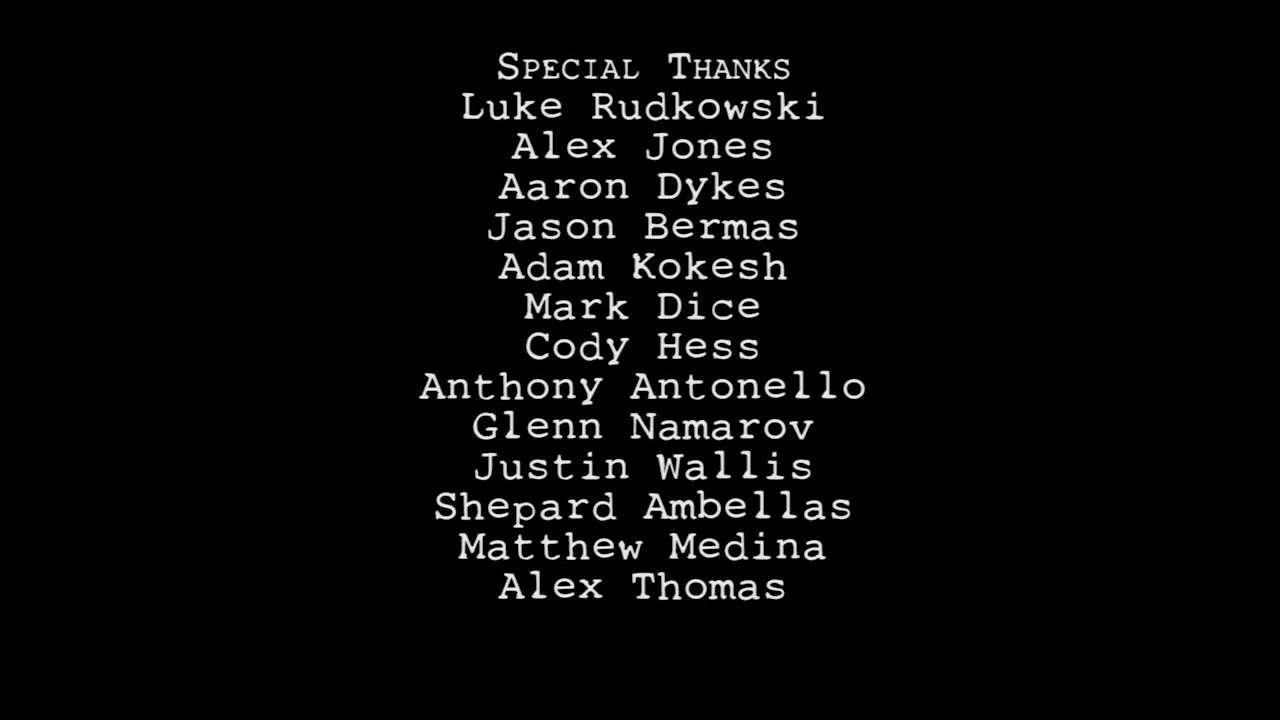 Special Thanks
Luke Rudkowski
Alex Jones
Aaron Dykes
Jason Bermas
Adam Kokesh
Mark Dice
Cody Hess
Anthony Antonello
Glenn Namarov
Justin Wallis
Shepard Ambellas
Matthew Medina
Alex Thomas